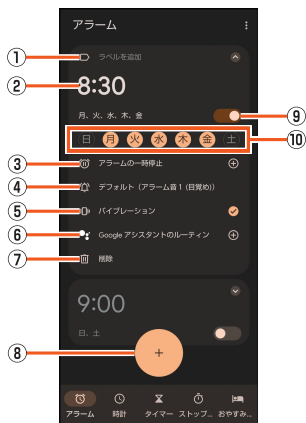 アラーム
① ラベルを追加
② 8:30
月、火、水、木、金 ⑨
日 月 火 水 木 金 土 ⑩
③ アラームの一時停止
④ デフォルト（アラーム音1（目覚め））
⑤ バイブレーション
⑥ Google アシスタントのルーティン
⑦ 削除
9:00
日、土
⑧ +
アラーム 時計 タイマー ストップ... おやすみ...